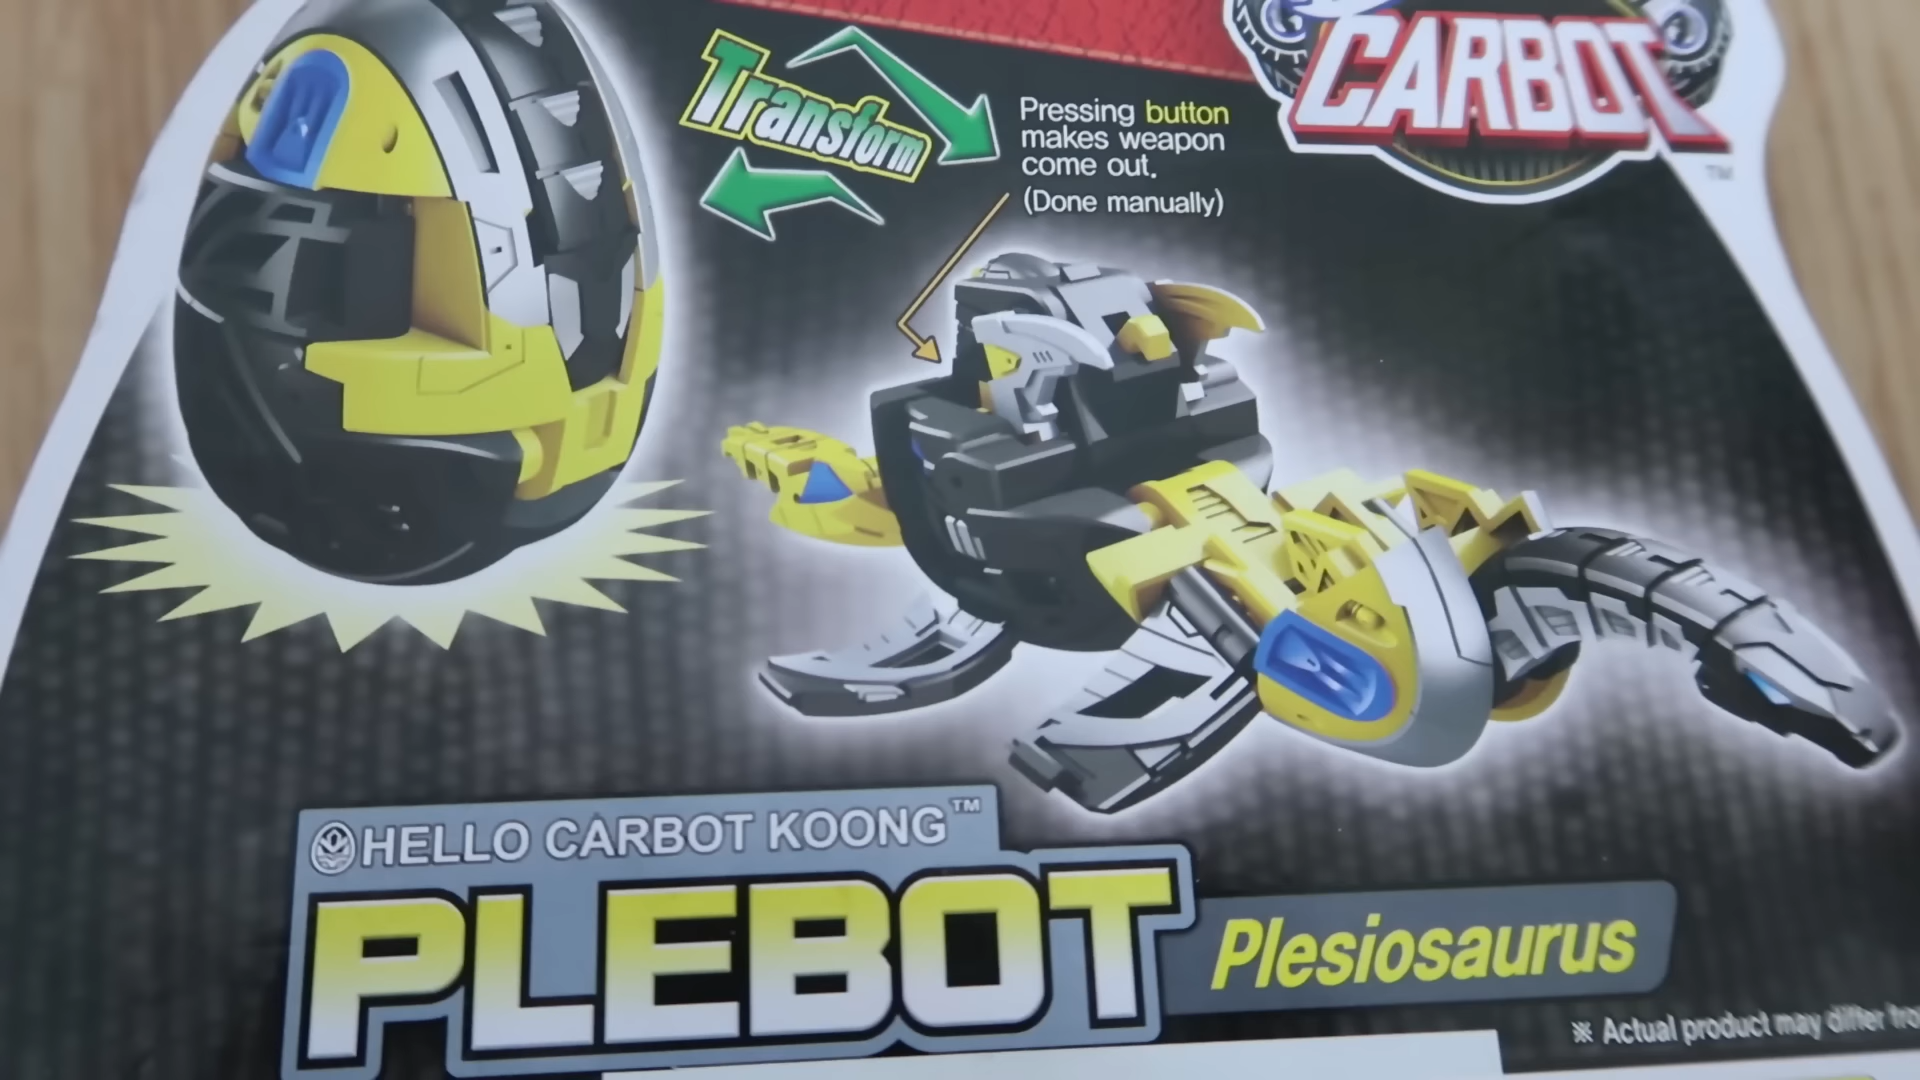 CARBOT
TM
Transform
Pressing button
makes weapon
come out.
(Done manually)
HELLO CARBOT KOONG™
PLEBOT
Plesiosaurus
※ Actual product may differ